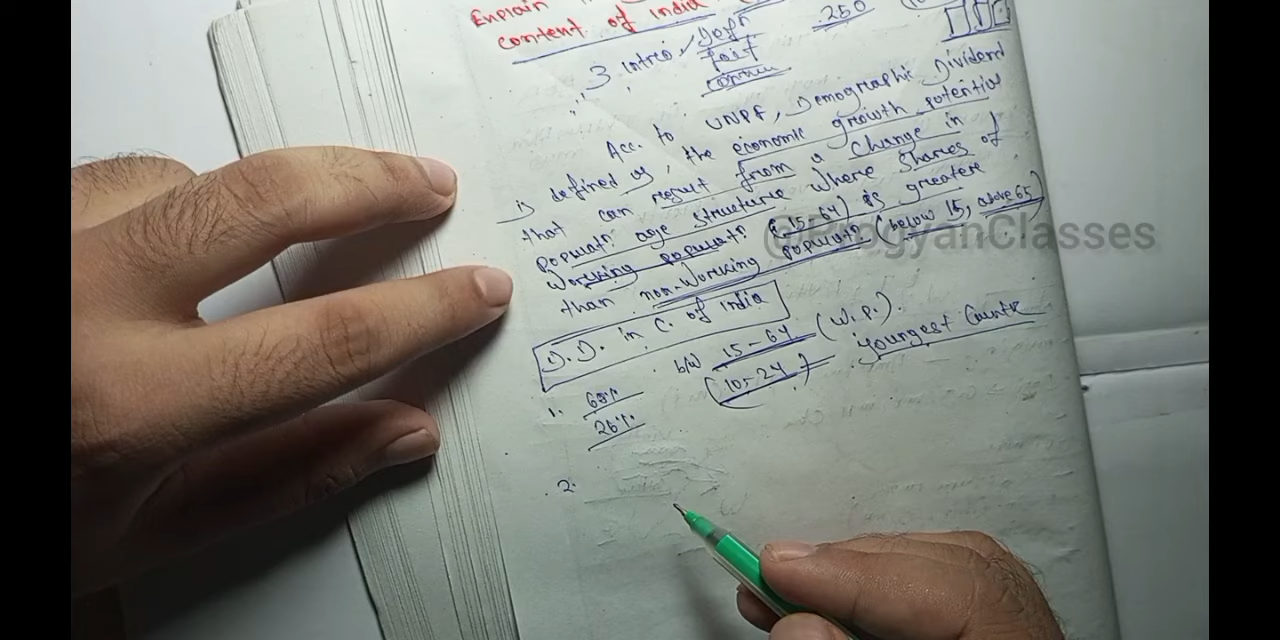 Explain
content of India 250
3 intro Defn
Fact
Acc. to UNPF, Demographic Dividend
is defined as, the economic growth potential
that can result from a change in
populatn age structure where shares of
working populatn (15-64) is greater
than non-working populatn (below 15, above 65)
@PragyanClasses
D.D. in C. of India
1. 68% b/w 15-64 (W.P.).
26% (10-24) youngest Countr
2.